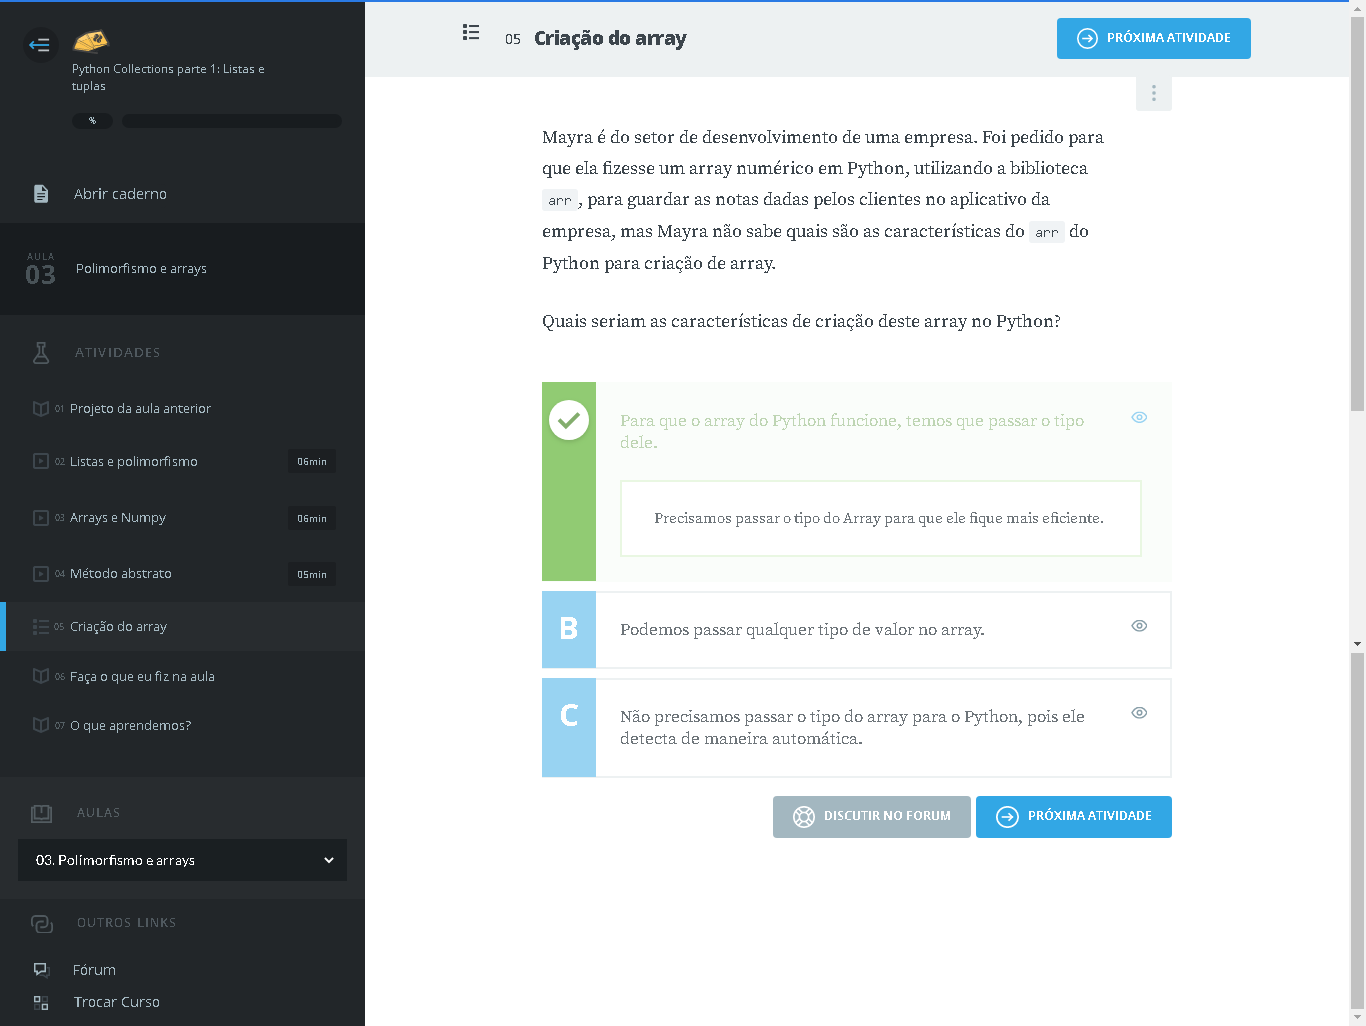 Python Collections parte 1: Listas e
tuplas
%
Abrir caderno
AULA
03
Polimorfismo e arrays
ATIVIDADES
01 Projeto da aula anterior
02 Listas e polimorfismo 06min
03 Arrays e Numpy 06min
04 Método abstrato 05min
05 Criação do array
06 Faça o que eu fiz na aula
07 O que aprendemos?
AULAS
03. Polimorfismo e arrays
OUTROS LINKS
Fórum
Trocar Curso
05 Criação do array
PRÓXIMA ATIVIDADE
Mayra é do setor de desenvolvimento de uma empresa. Foi pedido para
que ela fizesse um array numérico em Python, utilizando a biblioteca
arr, para guardar as notas dadas pelos clientes no aplicativo da
empresa, mas Mayra não sabe quais são as características do arr do
Python para criação de array.
Quais seriam as características de criação deste array no Python?
Para que o array do Python funcione, temos que passar o tipo
dele.
Precisamos passar o tipo do Array para que ele fique mais eficiente.
B Podemos passar qualquer tipo de valor no array.
C Não precisamos passar o tipo do array para o Python, pois ele
detecta de maneira automática.
DISCUTIR NO FORUM
PRÓXIMA ATIVIDADE